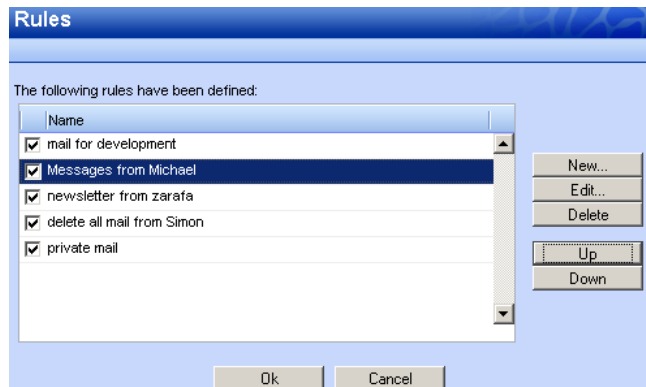 Rules
The following rules have been defined:
Name
mail for development
Messages from Michael
newsletter from zarafa
delete all mail from Simon
private mail
New...
Edit...
Delete
Up
Down
Ok
Cancel